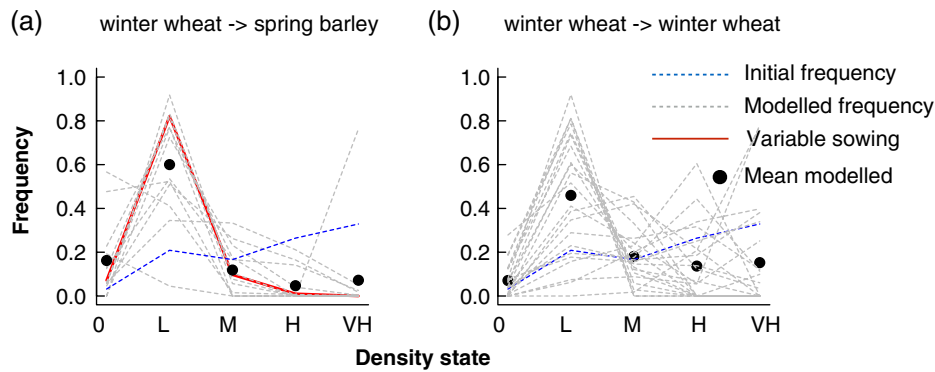 (a) winter wheat -> spring barley
(b) winter wheat -> winter wheat
Frequency
1.0
0.8
0.6
0.4
0.2
0.0
0 L M H VH
1.0
0.8
0.6
0.4
0.2
0.0
0 L M H VH
Initial frequency
Modelled frequency
Variable sowing
Mean modelled
Density state